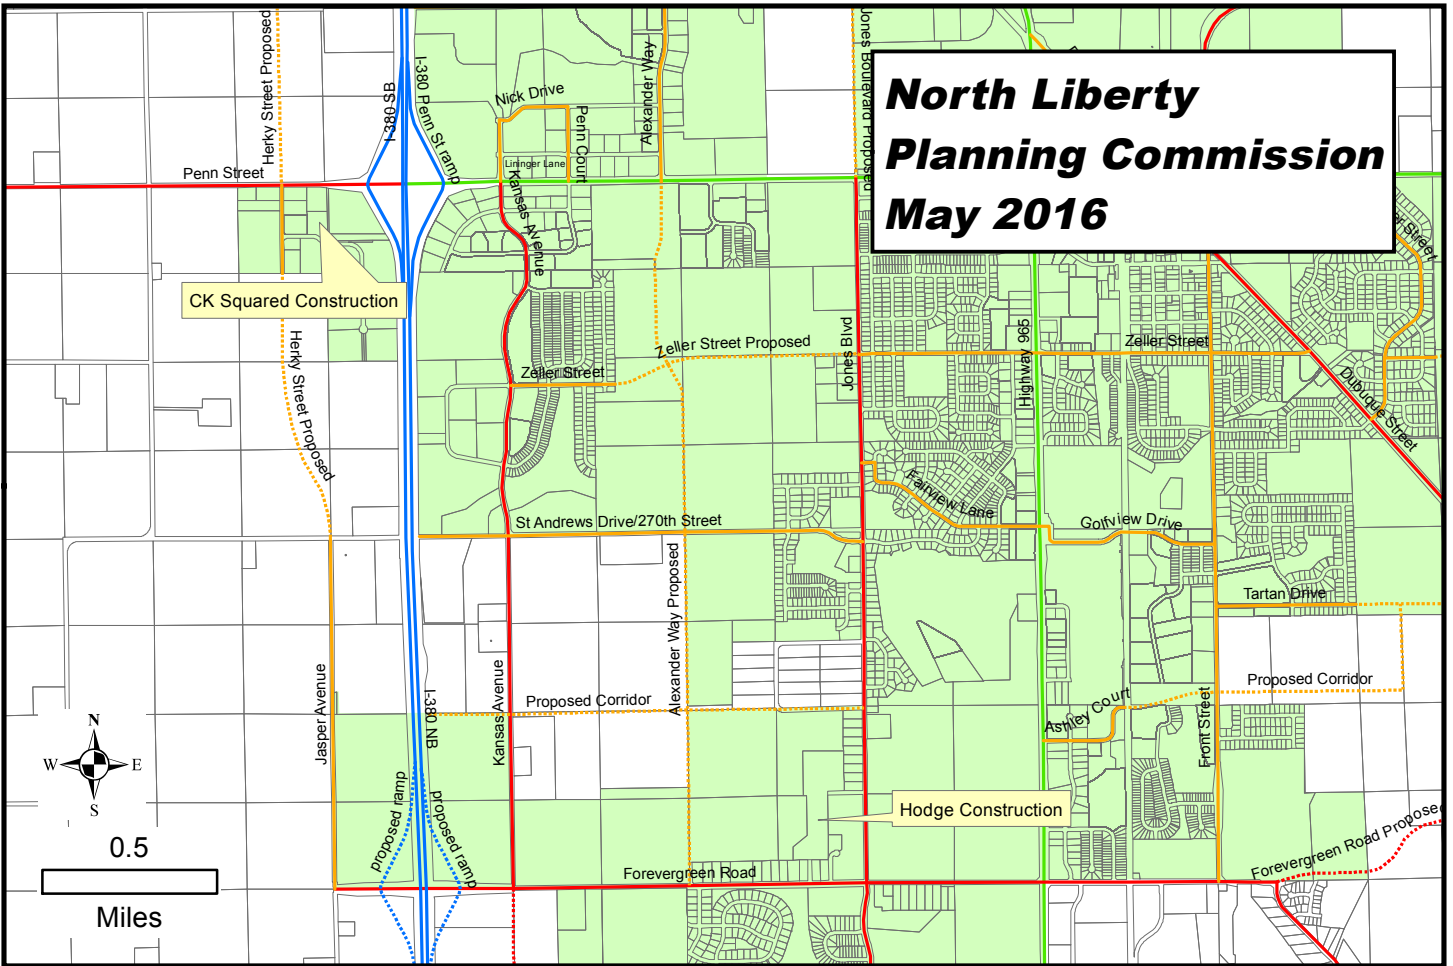 North Liberty
Planning Commission
May 2016
Herky Street Proposed
I-380 SB
I-380 Penn St ramp
Nick Drive
Penn Court
Alexander Way
Jones Boulevard Proposed
Lininger Lane
Penn Street
Kansas Avenue
CK Squared Construction
Herky Street Proposed
Zeller Street Proposed
Zeller Street
Jones Blvd
Highway 965
Zeller Street
Dubuque Street
Fairview Lane
St Andrews Drive/270th Street
Golfview Drive
Tartan Drive
Alexander Way Proposed
Jasper Avenue
I-380 NB
Kansas Avenue
Proposed Corridor
Ashley Court
Proposed Corridor
Front Street
N
W
E
S
proposed ramp
proposed ramp
Hodge Construction
0.5
Miles
Forevergreen Road
Forevergreen Road Proposed